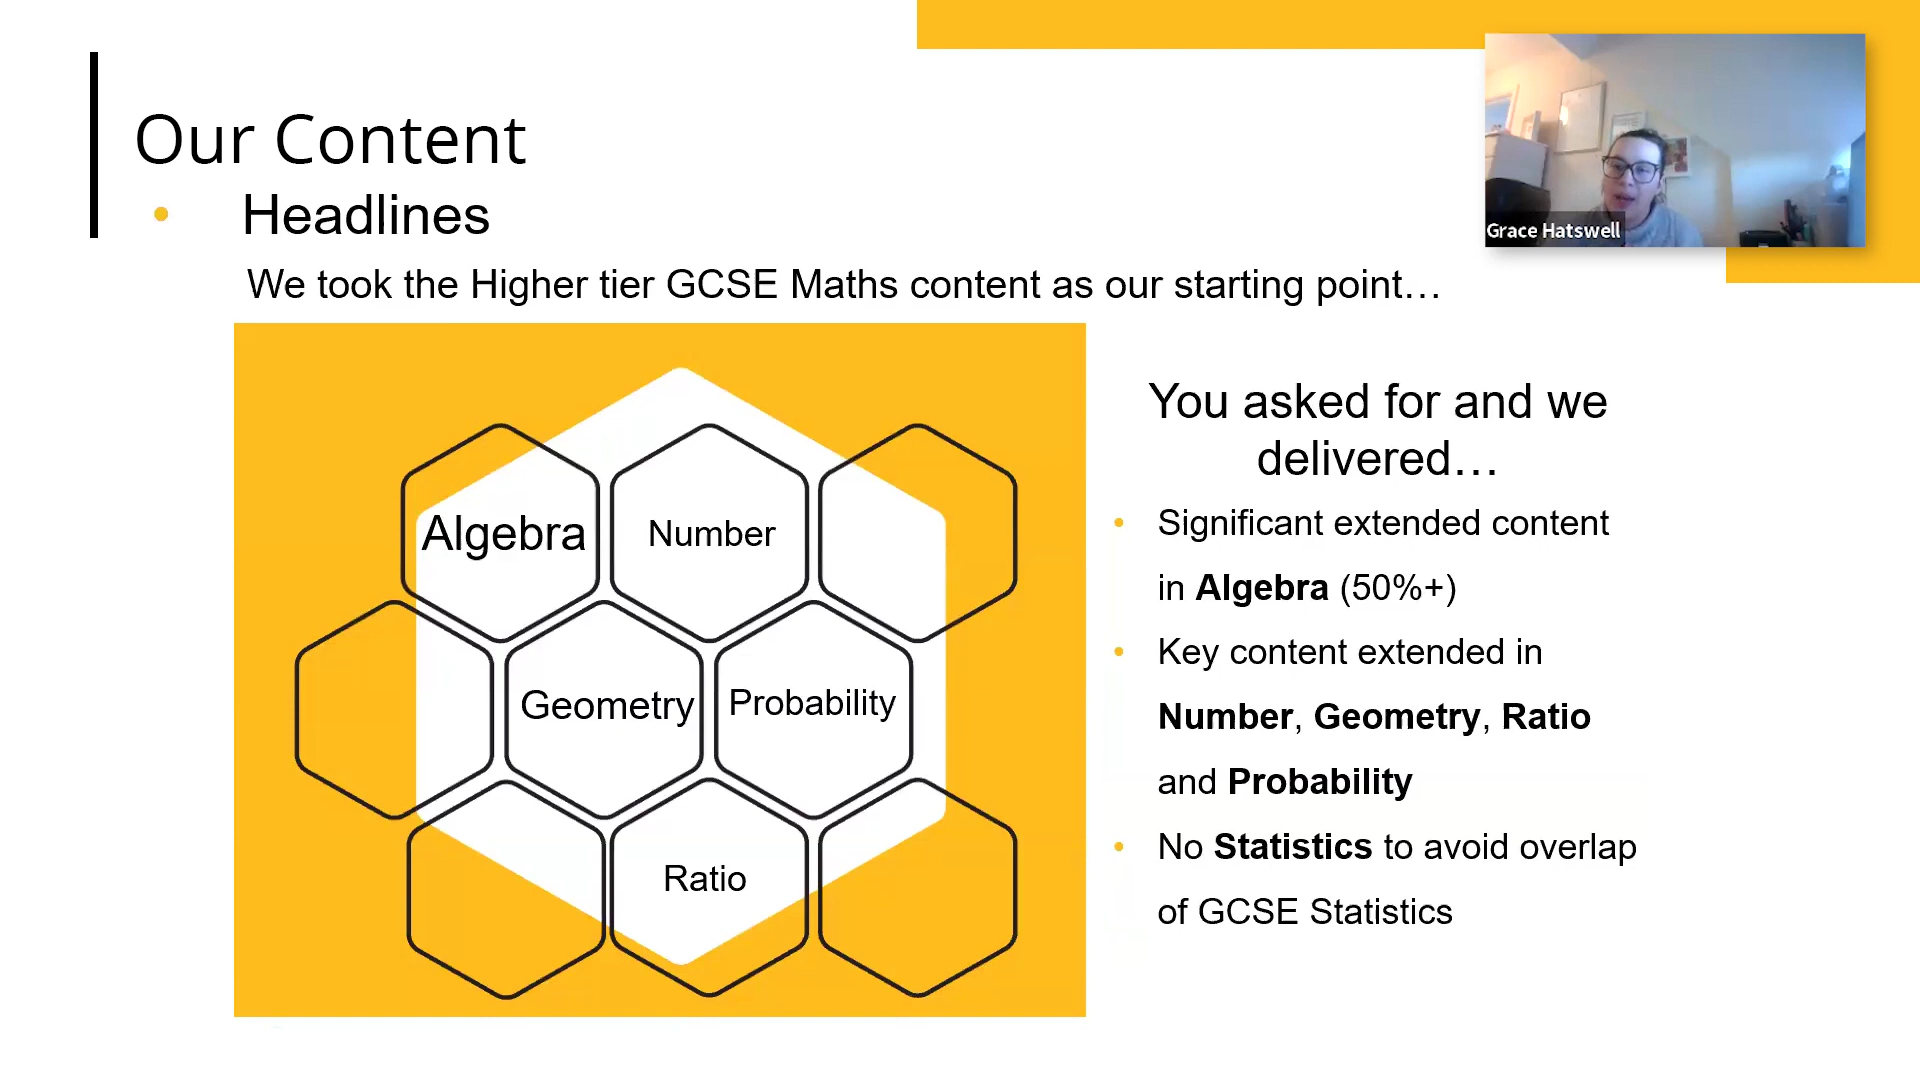 Our Content
Headlines
We took the Higher tier GCSE Maths content as our starting point…
Grace Hatswell
Algebra
Number
Geometry
Probability
Ratio
You asked for and we
delivered…
Significant extended content
in Algebra (50%+)
Key content extended in
Number, Geometry, Ratio
and Probability
No Statistics to avoid overlap
of GCSE Statistics